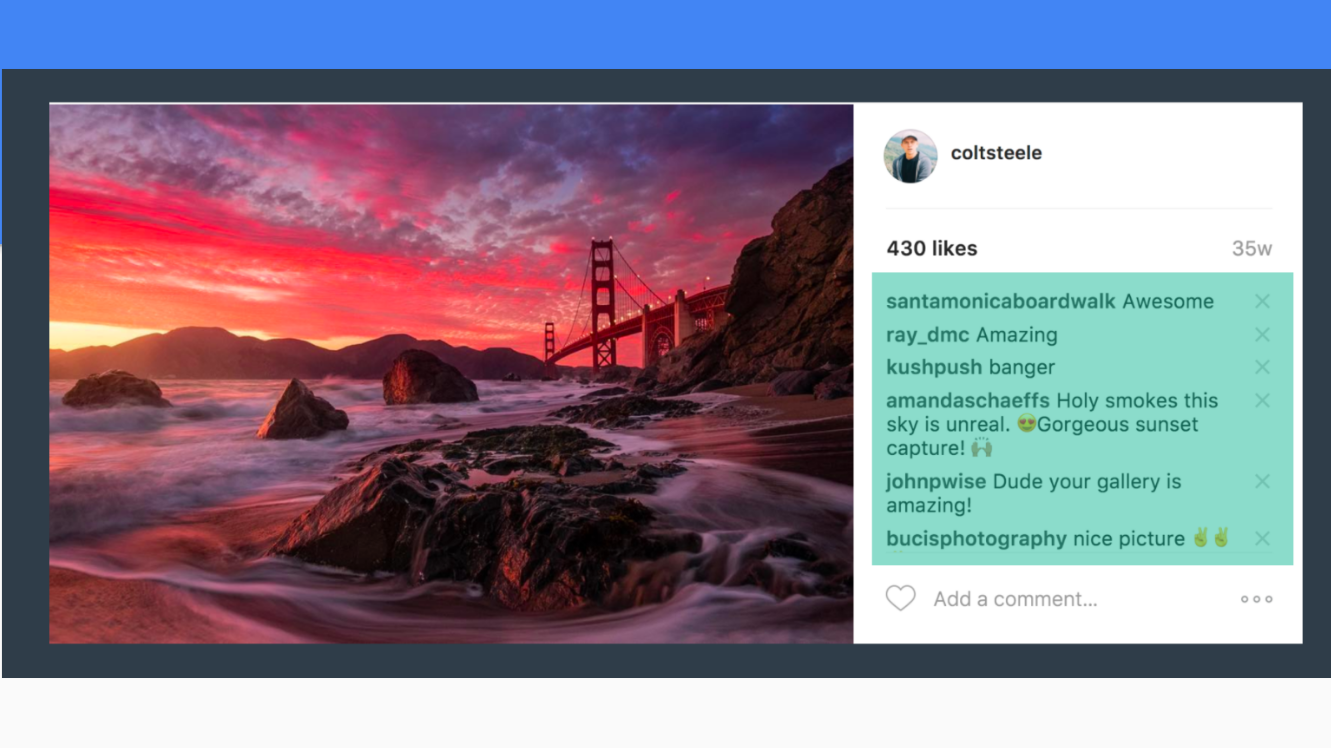 coltsteele
430 likes 35w
santamonicaboardwalk Awesome
ray_dmc Amazing
kushpush banger
amandaschaeffs Holy smokes this
sky is unreal. 😍Gorgeous sunset
capture! 🙌🏽
johnpwise Dude your gallery is
amazing!
bucisphotography nice picture ✌️✌️
Add a comment...